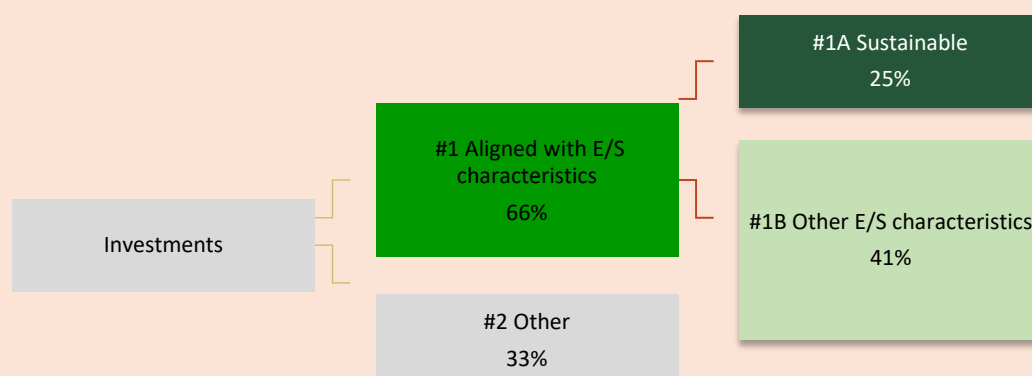 #1A Sustainable
25%
#1 Aligned with E/S
characteristics
66%
#1B Other E/S characteristics
41%
Investments
#2 Other
33%